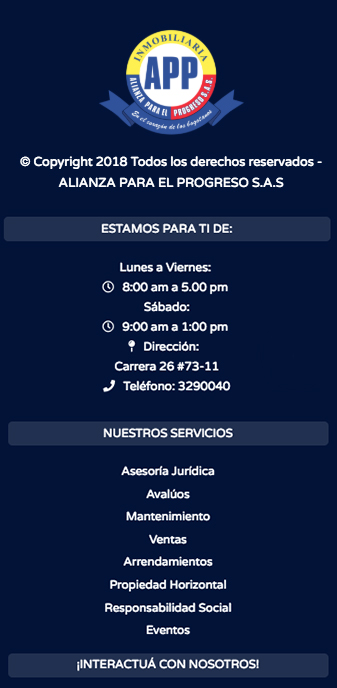 INMOBILIARIA
APP
ALIANZA PARA EL PROGRESO S.A.S.
En el corazón de los bogotanos
© Copyright 2018 Todos los derechos reservados -
ALIANZA PARA EL PROGRESO S.A.S
ESTAMOS PARA TI DE:
Lunes a Viernes:
8:00 am a 5.00 pm
Sábado:
9:00 am a 1:00 pm
Dirección:
Carrera 26 #73-11
Teléfono: 3290040
NUESTROS SERVICIOS
Asesoría Jurídica
Avalúos
Mantenimiento
Ventas
Arrendamientos
Propiedad Horizontal
Responsabilidad Social
Eventos
¡INTERACTUÁ CON NOSOTROS!